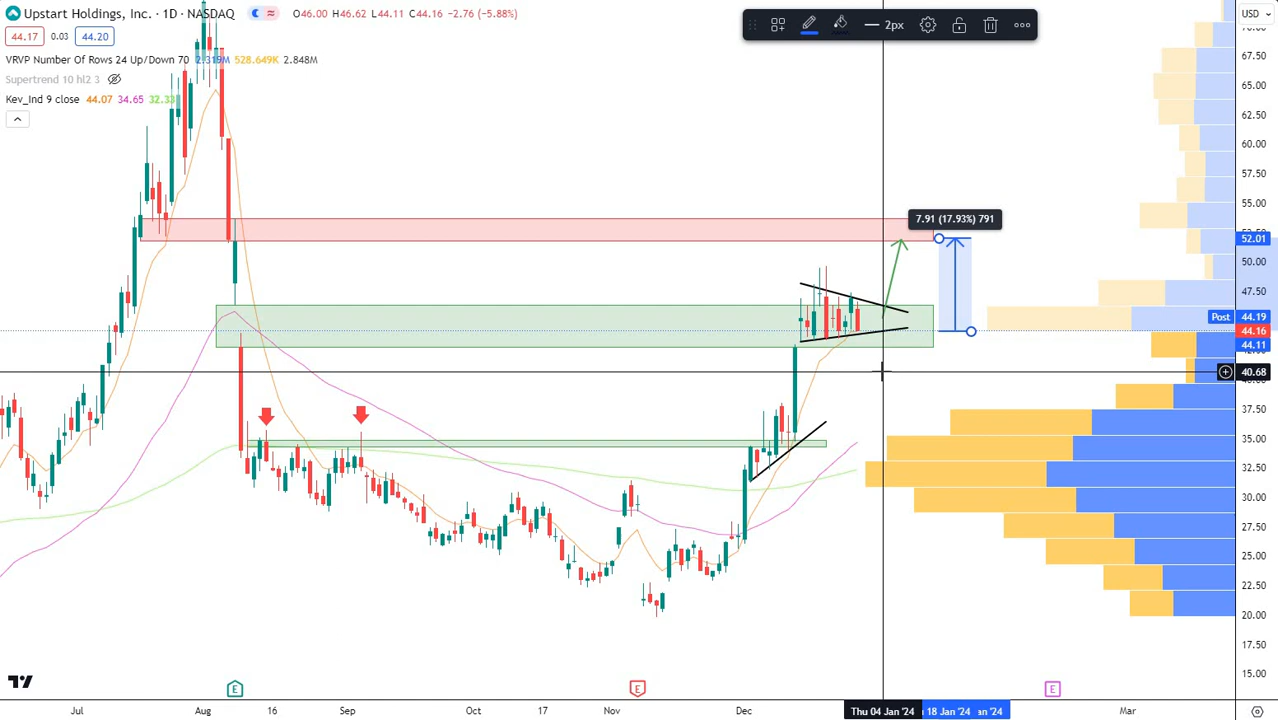 Upstart Holdings, Inc. · 1D · NASDAQ O46.00 H46.62 L44.11 C44.16 −2.76 (−5.88%)
44.17 0.03 44.20
VRVP Number Of Rows 24 Up/Down 70 2.319M 528.649K 2.848M
Supertrend 10 hl2 3
Kev_Ind 9 close 44.07 34.65 32.33
2px
USD
65.00
62.50
60.00
57.50
55.00
7.91 (17.93%) 791
52.01
50.00
47.50
Post 44.19
44.16
44.11
40.68
37.50
35.00
32.50
30.00
27.50
25.00
22.50
20.00
17.50
15.00
E E E
Jul Aug 16 Sep Oct 17 Nov Dec Thu 04 Jan '24 18 Jan '24 an '24 Mar